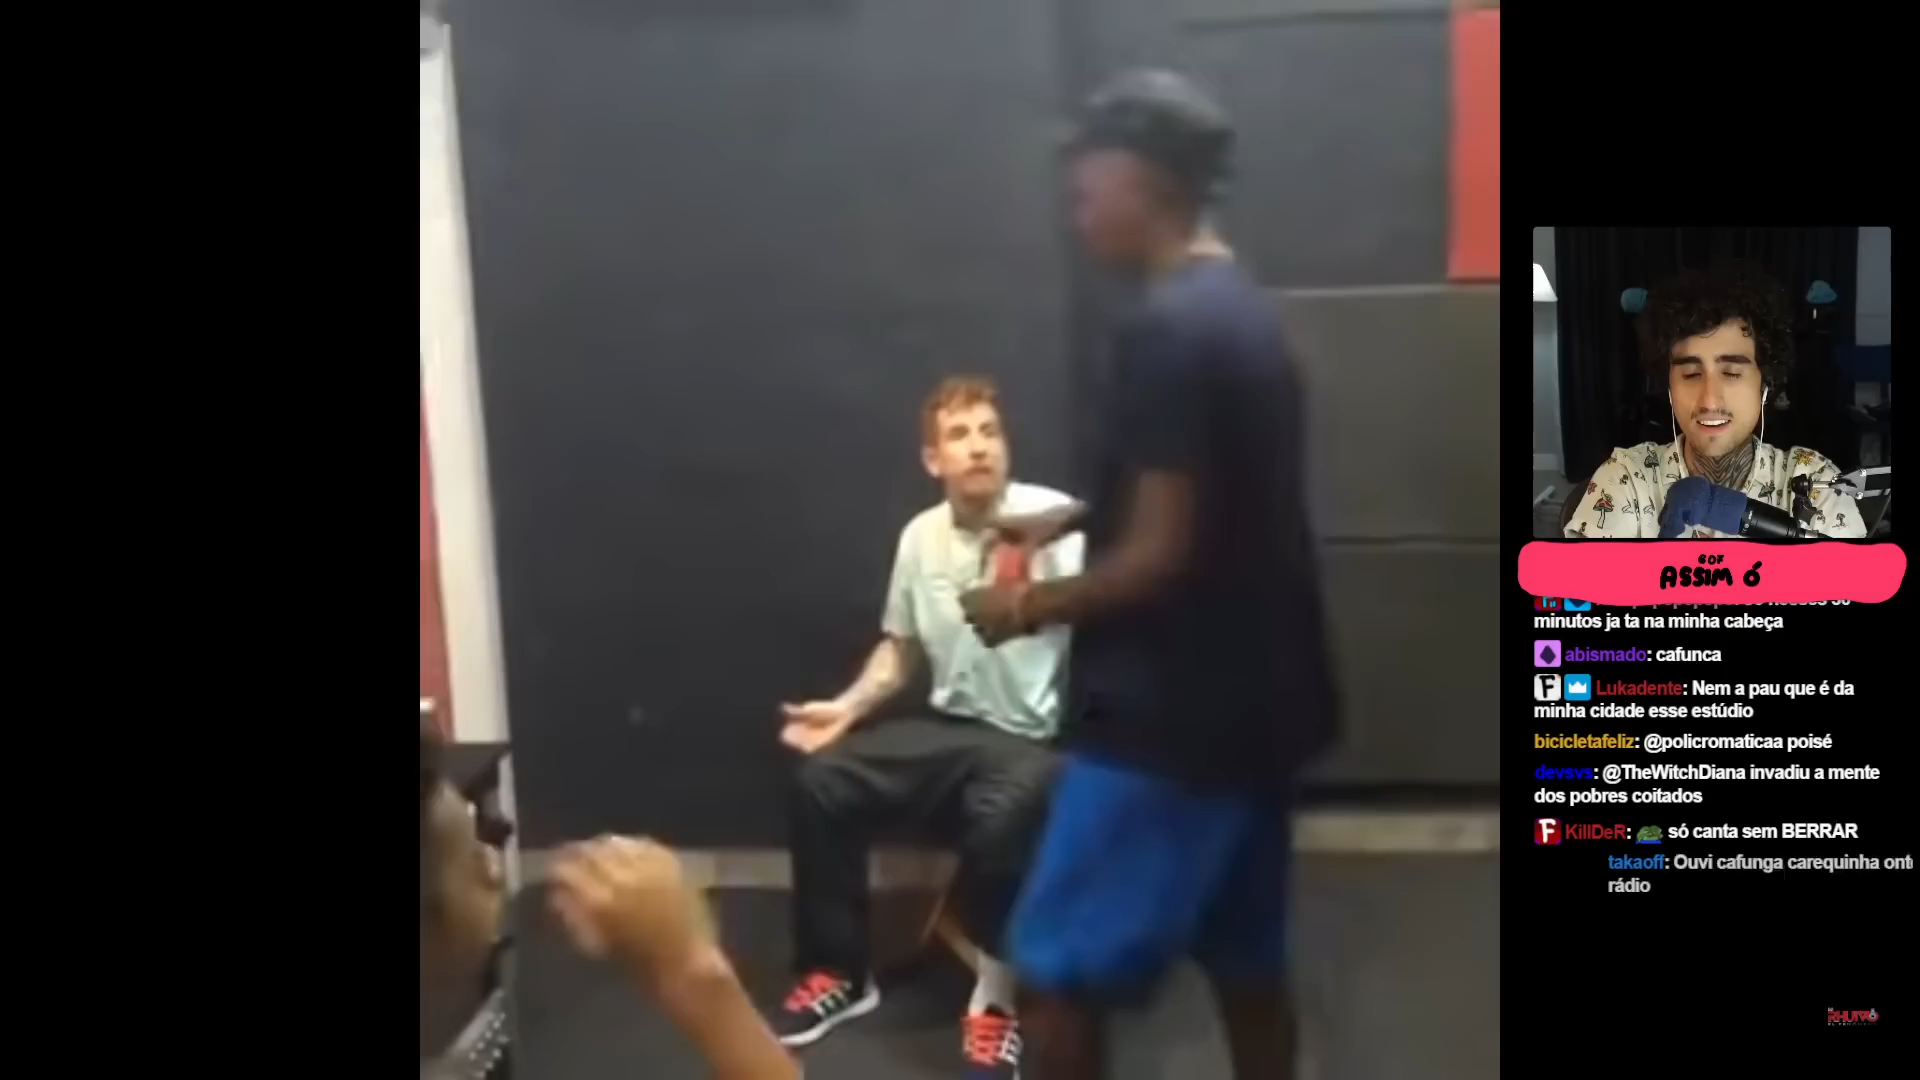 GOF
ASSIM Ó
minutos ja ta na minha cabeça
abismado: cafunca
F Lukadente: Nem a pau que é da
minha cidade esse estúdio
bicicletafeliz: @policromaticaa poisé
devsvs: @TheWitchDiana invadiu a mente
dos pobres coitados
F KillDeR: só canta sem BERRAR
takaoff: Ouvi cafunga carequinha ont
rádio
RHUIVO